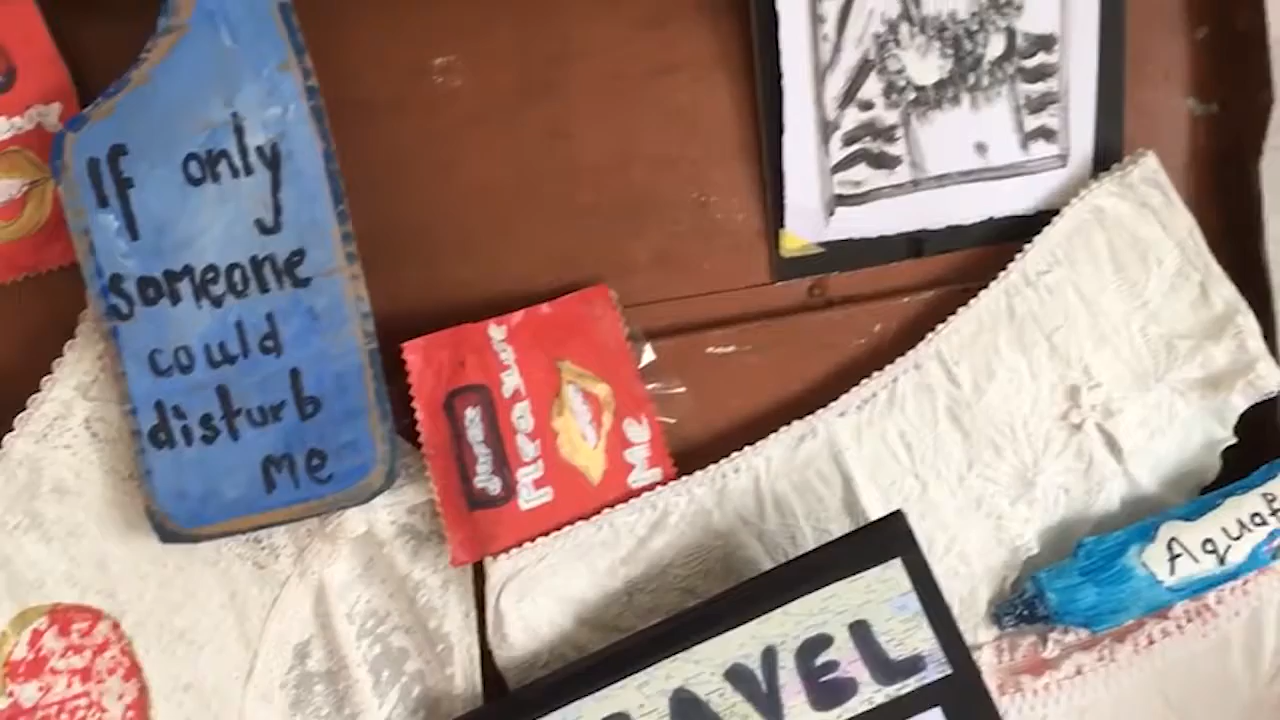 If only
someone
could
disturb
me
durex
Pleasure
Me
AVEL
Aquaf